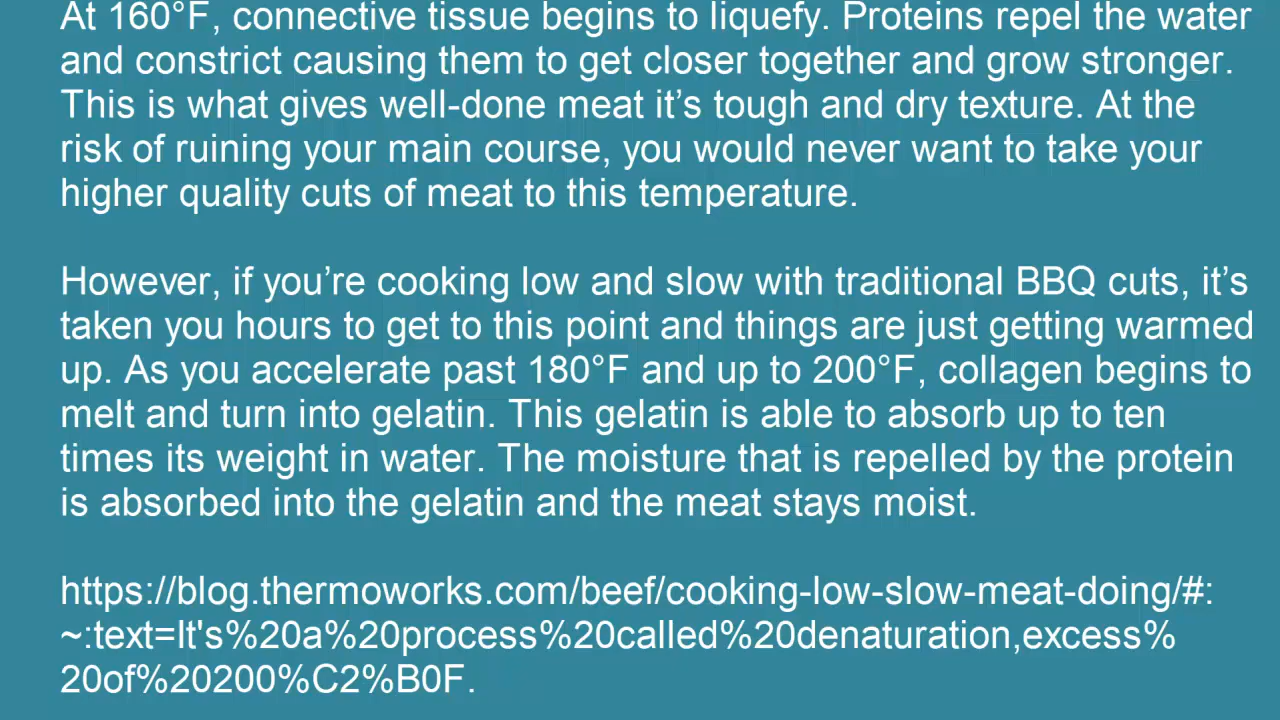 At 160°F, connective tissue begins to liquefy. Proteins repel the water
and constrict causing them to get closer together and grow stronger.
This is what gives well-done meat it’s tough and dry texture. At the
risk of ruining your main course, you would never want to take your
higher quality cuts of meat to this temperature.
However, if you’re cooking low and slow with traditional BBQ cuts, it’s
taken you hours to get to this point and things are just getting warmed
up. As you accelerate past 180°F and up to 200°F, collagen begins to
melt and turn into gelatin. This gelatin is able to absorb up to ten
times its weight in water. The moisture that is repelled by the protein
is absorbed into the gelatin and the meat stays moist.
https://blog.thermoworks.com/beef/cooking-low-slow-meat-doing/#:
~:text=It's%20a%20process%20called%20denaturation,excess%
20of%20200%C2%B0F.